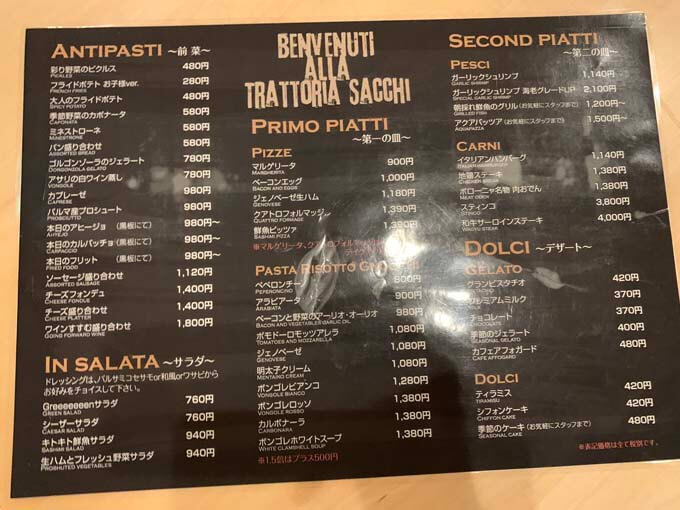 ANTIPASTI ～前 菜～
彩り野菜のピクルス 480円
PICKLES
フライドポテト お子様ver. 280円
FRENCH FRIES
大人のフライドポテト 480円
SPICY POTATO
季節野菜のカポナータ 580円
CAPONATA
ミネストローネ 580円
MINESTRONE
パン盛り合わせ 580円
ASSORTED BREAD
ゴルゴンゾーラのジェラート 780円
GORGONZOLA GELATO
アサリの白ワイン蒸し 780円
VONGOLE
カプレーゼ 980円
CAPRESE
パルマ産プロシュート 980円
PROSCIUTTO
本日のアヒージョ (黒板にて) 980円～
AJILLO
本日のカルパッチョ(黒板にて) 980円～
CARPACCIO
本日のフリット (黒板にて) 980円～
FRIED FOOD
ソーセージ盛り合わせ 1,120円
ASSORTED SAUSAGE
チーズフォンデュ 1,400円
CHEESE FONDUE
チーズ盛り合わせ 1,400円
CHEESE PLATTER
ワインすすむ盛り合わせ 1,800円
GOING FORWARD WINE
IN SALATA ～サラダ～
ドレッシングは、バルサミコセサモor和風orワサビから
お好みをチョイスして下さい。
Greeeeeeenサラダ 760円
GREEN SALAD
シーザーサラダ 760円
CAESAR SALAD
キトキト鮮魚サラダ 940円
SASHIMI SALAD
生ハムとフレッシュ野菜サラダ 940円
PROSHUTED VEGETABLES
BENVENUTI
ALLA
TRATTORIA SACCHI
PRIMO PIATTI
～第一の皿～
PIZZE
マルゲリータ 900円
MARGHERITA
ベーコンエッグ 1,000円
BACON AND EGGS
ジェノベーゼ生ハム 1,180円
GENOVESE
クアトロフォルマッジ 1,390円
QUATTRO FORMAGE
鮮魚ピッツァ 1,390円
SASHIMI PIZZA
※マルゲリータ、クアトロフォルマッジ
PASTA RISOTTO
ペペロンチーノ 800円
PEPERONCINO
アラビアータ 800円
ARABIATA
ベーコンと野菜のアーリオ・オーリオ 980円
BACON AND VEGETABLES GARLIC OIL
ポモドーロモッツアレラ 1,080円
TOMATOES AND MOZZARELLA
ジェノベーゼ 1,080円
GENOVESE
明太子クリーム 1,080円
MENTAIKO CREAM
ボンゴレビアンコ 1,280円
VONGOLE BIANCO
ボンゴレロッソ 1,380円
VONGOLE ROSSO
カルボナーラ 1,380円
CARBONARA
ボンゴレホワイトスープ 1,380円
WHITE CLAMSHELL SOUP
※1.5倍はプラス500円
SECOND PIATTI
～第二の皿～
PESCI
ガーリックシュリンプ 1,140円
GARLIC SHRIMP
ガーリックシュリンプ 海老グレードUP 2,100円
SPECIAL GARLIC SHRIMP
朝採れ鮮魚のグリル (お気軽にスタッフまで) 1,200円～
GRILLED FISH
アクアパッツァ (お気軽にスタッフまで) 1,500円～
AQUAPAZZA
CARNI
イタリアンハンバーグ 1,140円
ITALIAN HAMBURGER
地鶏ステーキ 1,380円
CHICKEN STEAK
ボローニャ名物 肉おでん 1,380円
MEAT ODEN
スティンコ 3,800円
STINCO
和牛サーロインステーキ 4,000円
WAGYU STEAK
DOLCI ～デザート～
GELATO
グランピスタチオ 420円
PISTACHIO
プレミアムミルク 370円
MILK
チョコレート 370円
CHOCOLATE
季節のジェラート 400円
SEASONAL GELATO
カフェアフォガード 480円
CAFE AFFOGARD
DOLCI
ティラミス 420円
TIRAMISU
シフォンケーキ 420円
CHIFFON CAKE
季節のケーキ (お気軽にスタッフまで) 480円
SEASONAL CAKE
※表記価格は全て税別です。